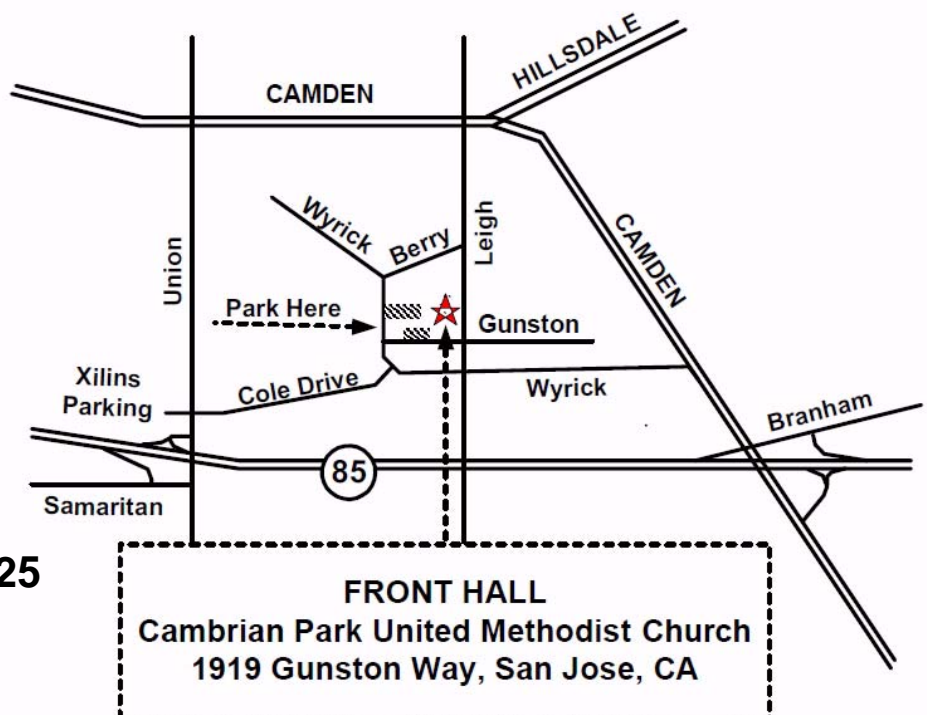 HILLSDALE
CAMDEN
Wyrick
Berry
Leigh
Union
CAMDEN
Park Here
Gunston
Xilins
Parking
Cole Drive
Wyrick
Branham
85
Samaritan
25
FRONT HALL
Cambrian Park United Methodist Church
1919 Gunston Way, San Jose, CA